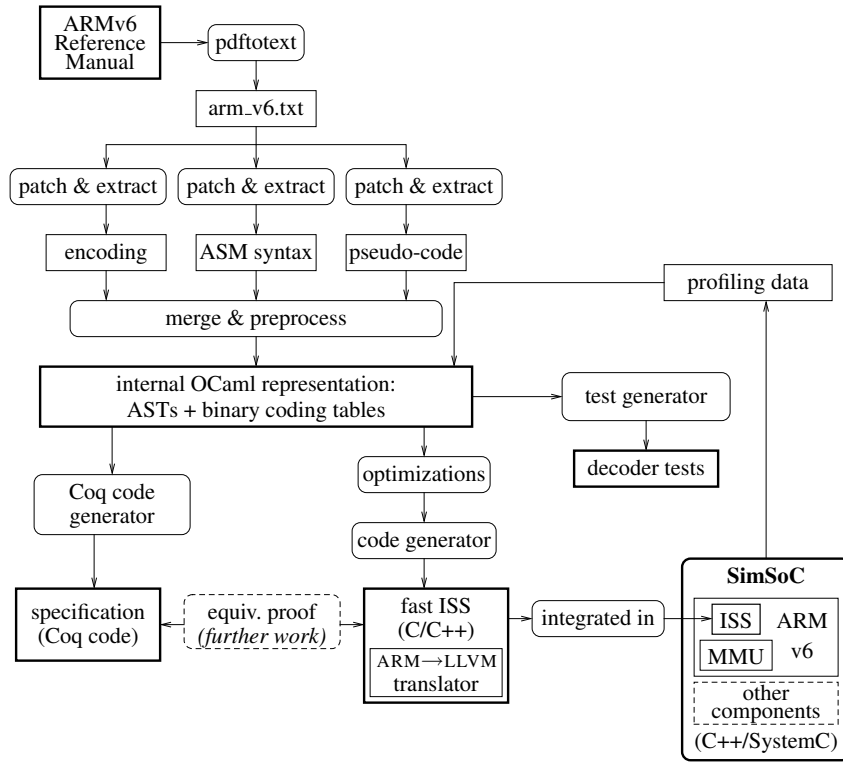 ARMv6
Reference
Manual
pdftotext
arm_v6.txt
patch & extract
patch & extract
patch & extract
encoding
ASM syntax
pseudo-code
profiling data
merge & preprocess
internal OCaml representation:
ASTs + binary coding tables
test generator
decoder tests
optimizations
Coq code
generator
code generator
specification
(Coq code)
equiv. proof
(further work)
fast ISS
(C/C++)
ARM→LLVM
translator
integrated in
SimSoC
ISS
ARM
v6
MMU
other
components
(C++/SystemC)